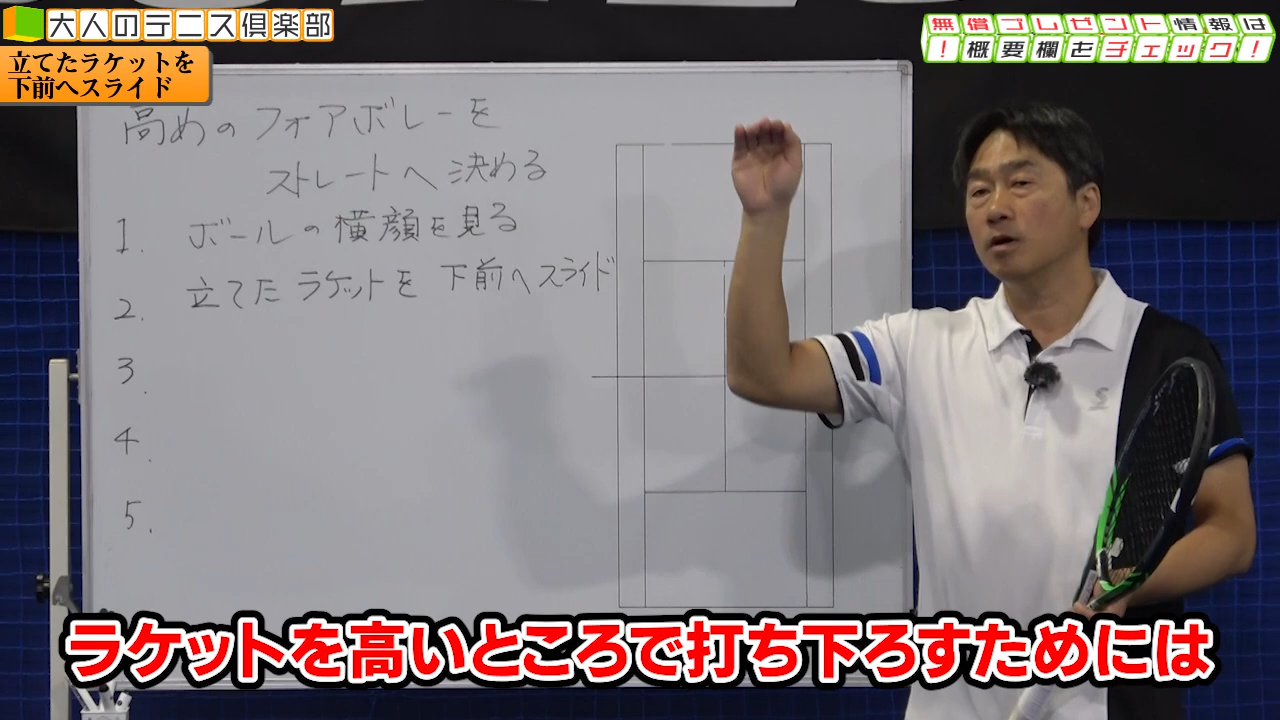 大人のテニス倶楽部
無償プレゼント情報は
！概要欄をチェック！
立てたラケットを
下前へスライド
高めのフォアボレーを
ストレートへ決める
1. ボールの横顔を見る
2. 立てたラケットを下前へスライド
3.
4.
5.
ラケットを高いところで打ち下ろすためには